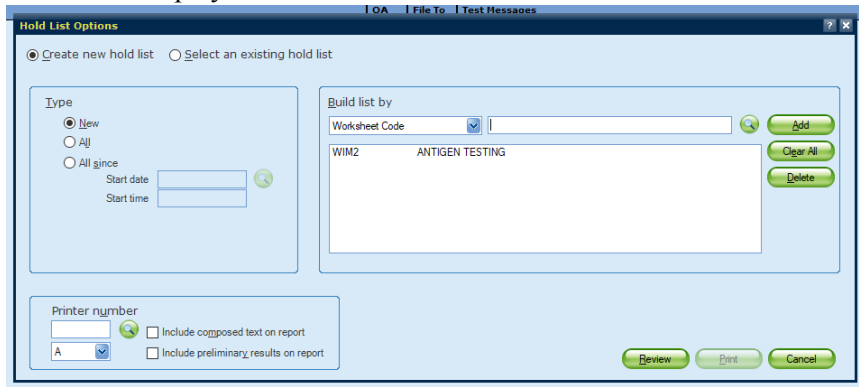 QA File To Test Messages
Hold List Options ? X
Create new hold list Select an existing hold list
Type
New
All
All since
Start date
Start time
Build list by
Worksheet Code Add
WIM2 ANTIGEN TESTING
Clear All
Delete
Printer number
Include composed text on report
A Include preliminary results on report
Review Print Cancel